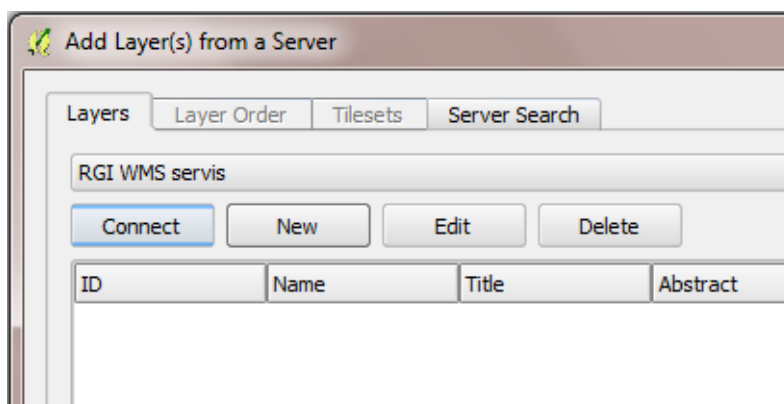 Add Layer(s) from a Server
Layers Layer Order Tilesets Server Search
RGI WMS servis
Connect New Edit Delete
ID Name Title Abstract